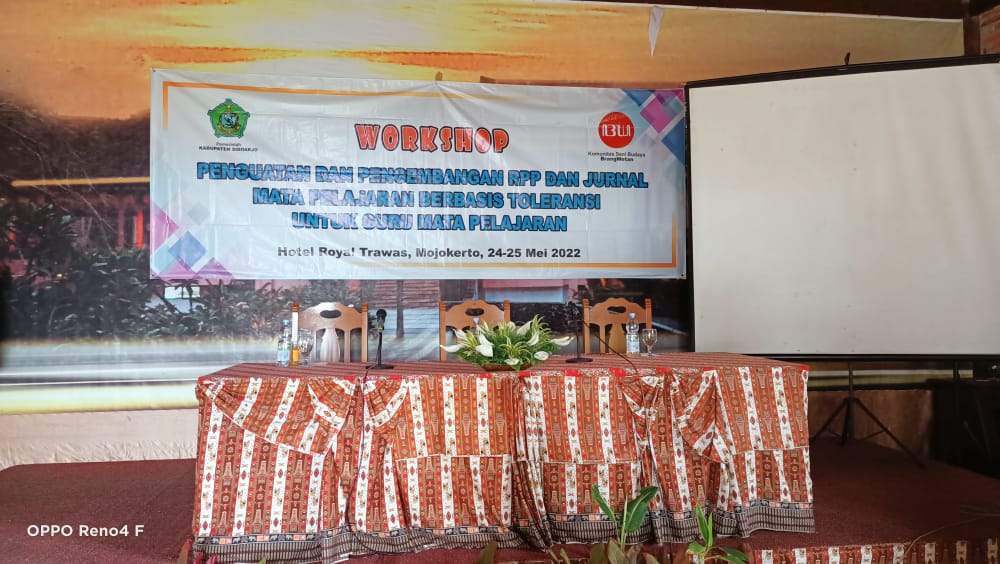 Pemerintah
KABUPATEN SIDOARJO
IBW
Komunitas Seni Budaya
BrangWetan
WORKSHOP
PENGUATAN DAN PENGEMBANGAN RPP DAN JURNAL
MATA PELAJARAN BERBASIS TOLERANSI
UNTUK GURU MATA PELAJARAN
Hotel Royal Trawas, Mojokerto, 24-25 Mei 2022
OPPO Reno4 F